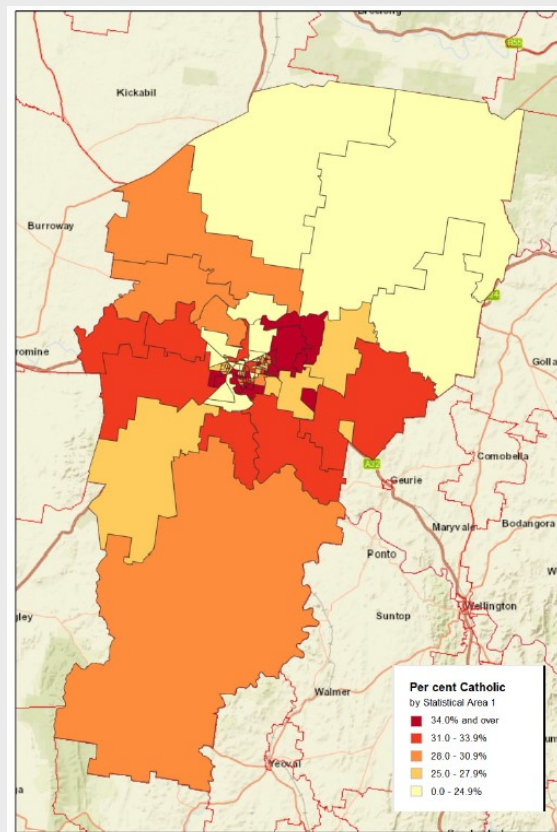 Kickabil
Burroway
Golla
Comobella
A32
Geurie
Maryvale
Bodangora
Ponto
Wellington
Suntop
Walmer
Yeoval
Per cent Catholic
by Statistical Area 1
34.0% and over
31.0 - 33.9%
28.0 - 30.9%
25.0 - 27.9%
0.0 - 24.9%